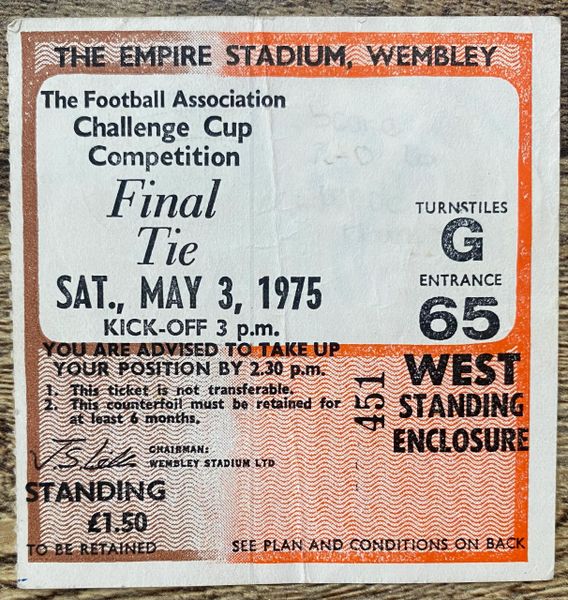 THE EMPIRE STADIUM, WEMBLEY
The Football Association
Challenge Cup
Competition
Final
Tie
SAT., MAY 3, 1975
KICK-OFF 3 p.m.
YOU ARE ADVISED TO TAKE UP
YOUR POSITION BY 2.30 p.m.
1. This ticket is not transferable.
2. This counterfoil must be retained for
at least 6 months.
CHAIRMAN:
WEMBLEY STADIUM LTD
STANDING
£1.50
TO BE RETAINED
TURNSTILES
G
ENTRANCE
65
WEST
STANDING
ENCLOSURE
451
SEE PLAN AND CONDITIONS ON BACK